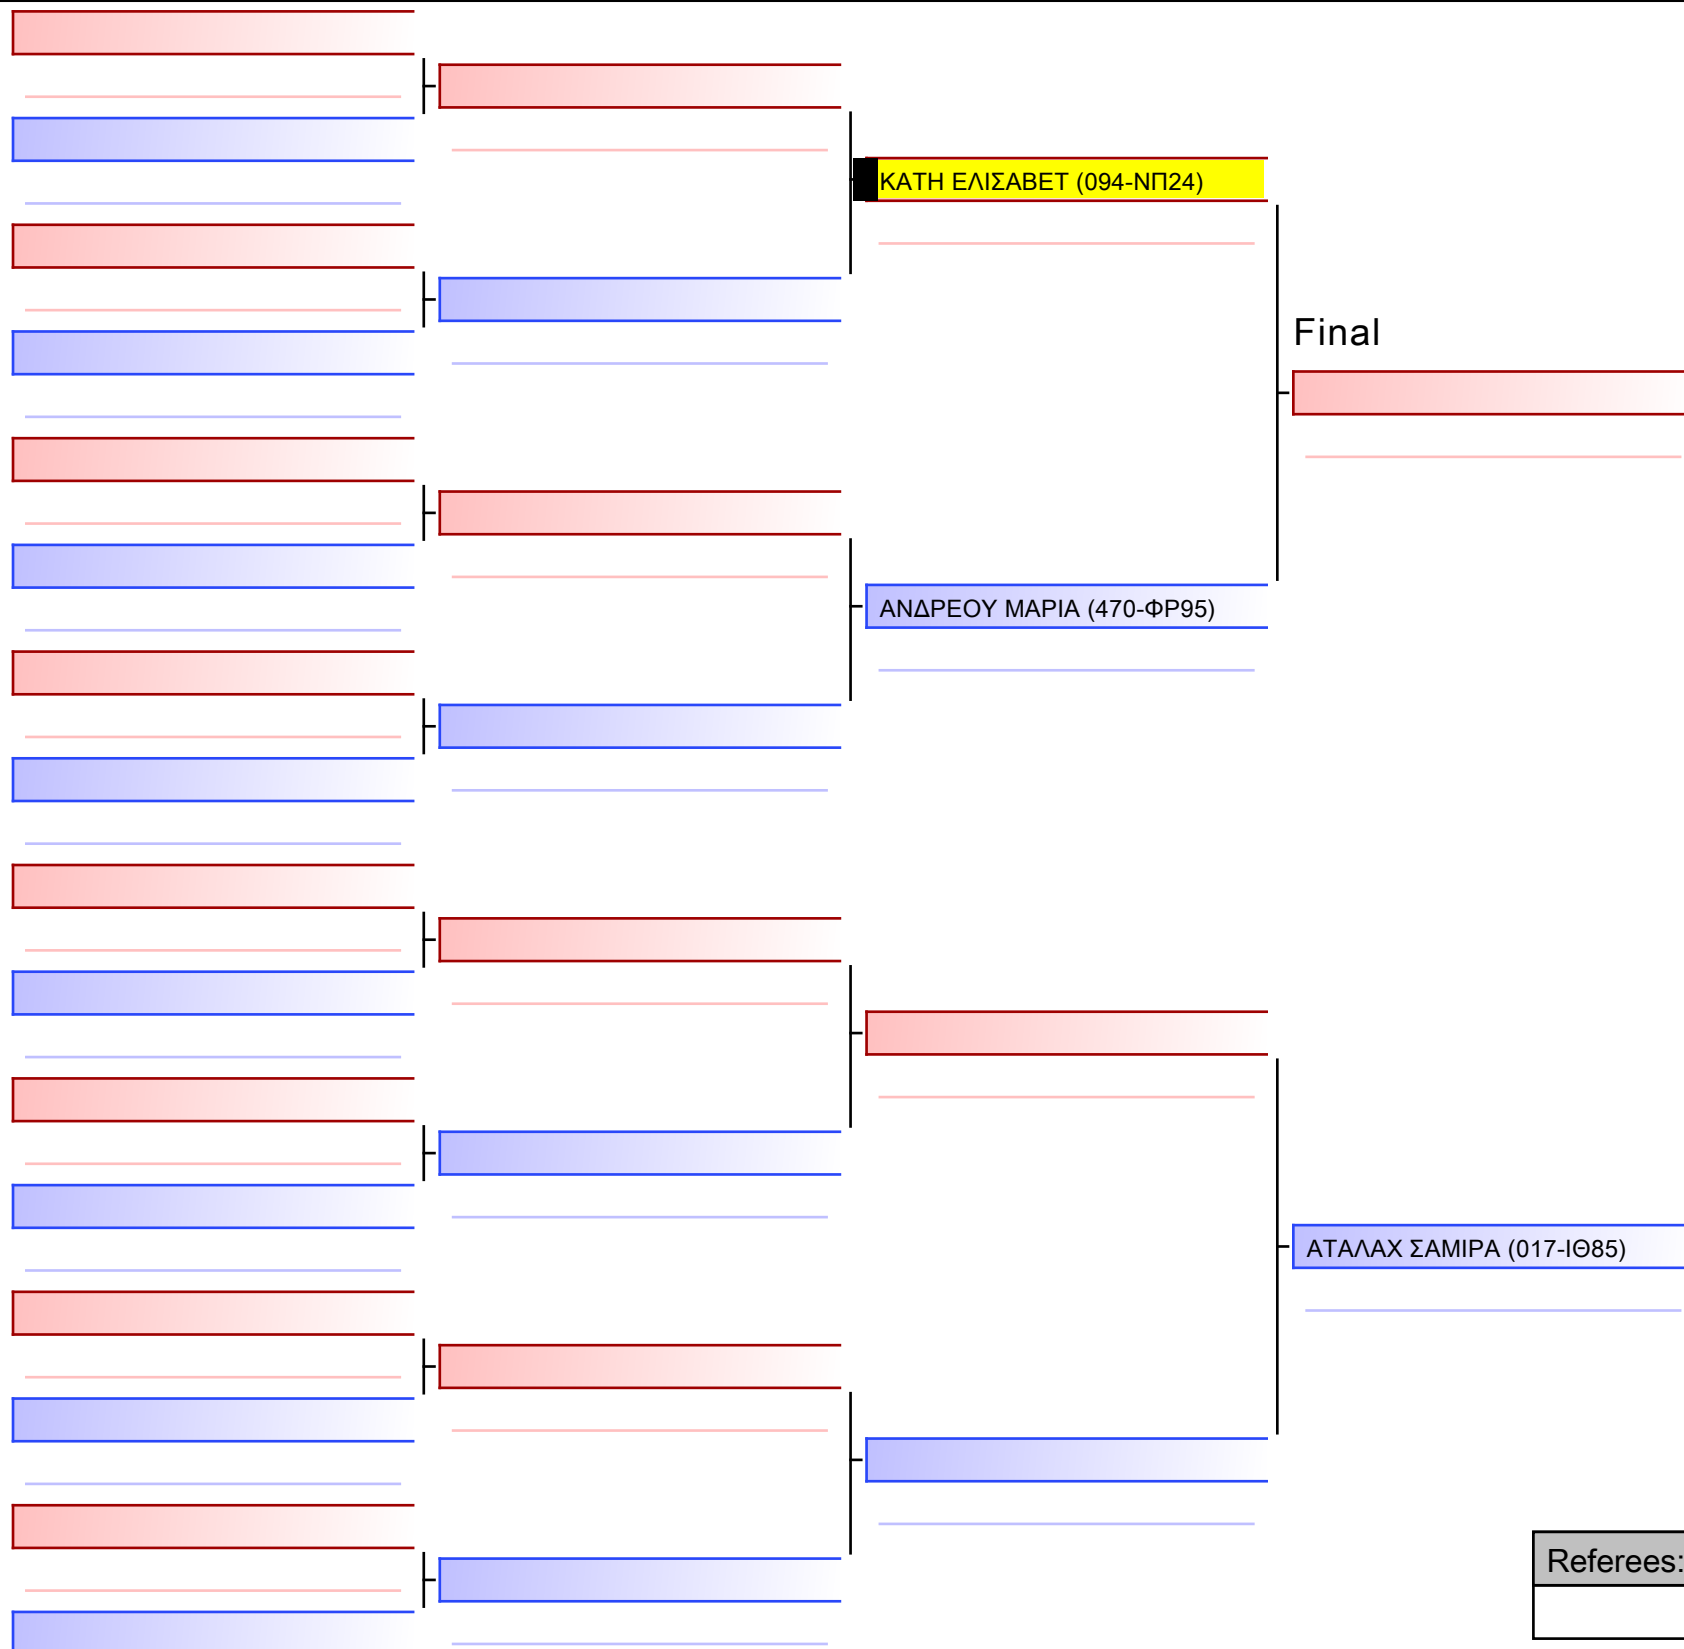 ΚΑΤΗ ΕΛΙΣΑΒΕΤ (094-ΝΠ24)
Final
ΑΝΔΡΕΟΥ ΜΑΡΙΑ (470-ΦΡ95)
ΑΤΑΛΑΧ ΣΑΜΙΡΑ (017-ΙΘ85)
Referees: